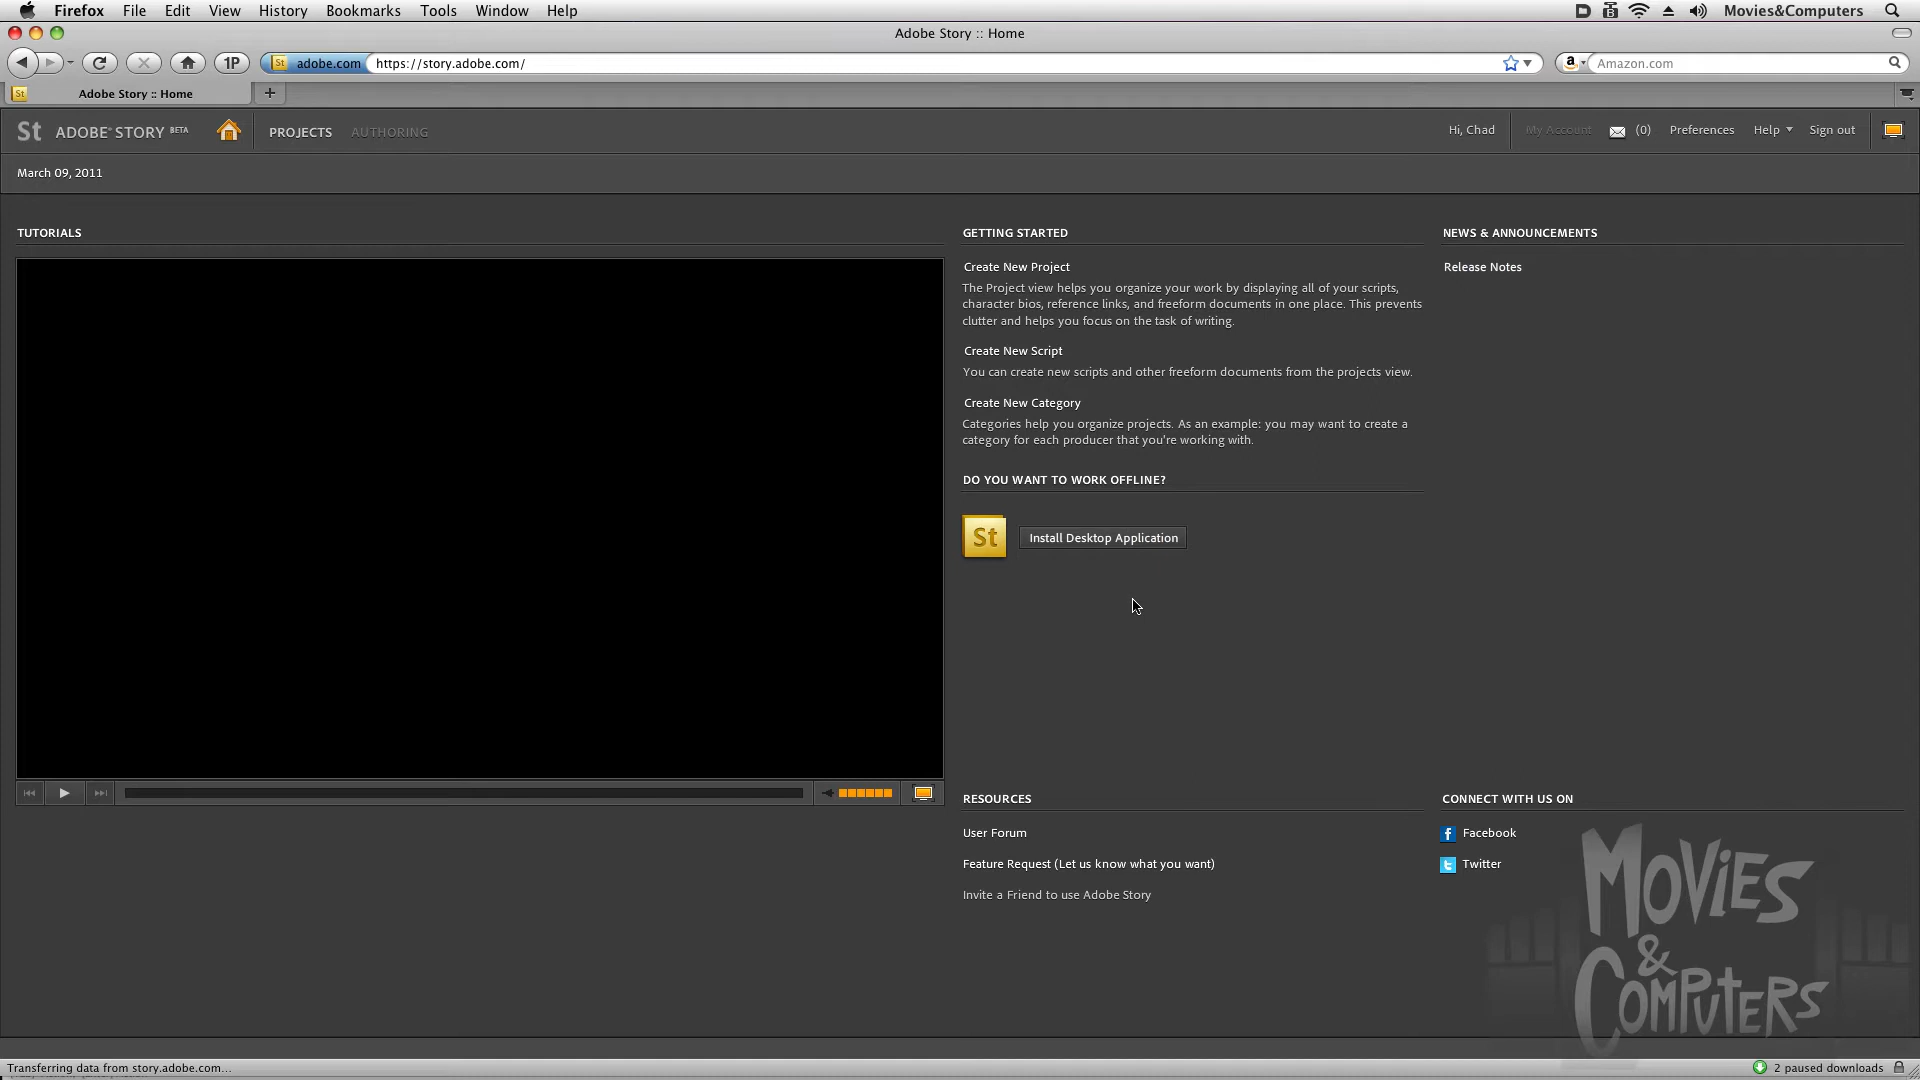 Firefox File Edit View History Bookmarks Tools Window Help Movies&Computers
Adobe Story :: Home
1P St adobe.com https://story.adobe.com/ a Amazon.com
St Adobe Story :: Home +
St ADOBE® STORY BETA PROJECTS AUTHORING Hi, Chad My Account (0) Preferences Help Sign out
March 09, 2011
TUTORIALS
GETTING STARTED
Create New Project
The Project view helps you organize your work by displaying all of your scripts,
character bios, reference links, and freeform documents in one place. This prevents
clutter and helps you focus on the task of writing.
Create New Script
You can create new scripts and other freeform documents from the projects view.
Create New Category
Categories help you organize projects. As an example: you may want to create a
category for each producer that you're working with.
DO YOU WANT TO WORK OFFLINE?
St Install Desktop Application
NEWS & ANNOUNCEMENTS
Release Notes
RESOURCES
User Forum
Feature Request (Let us know what you want)
Invite a Friend to use Adobe Story
CONNECT WITH US ON
f Facebook
t Twitter
MOViES
&
COMPUTERS
Transferring data from story.adobe.com... 2 paused downloads